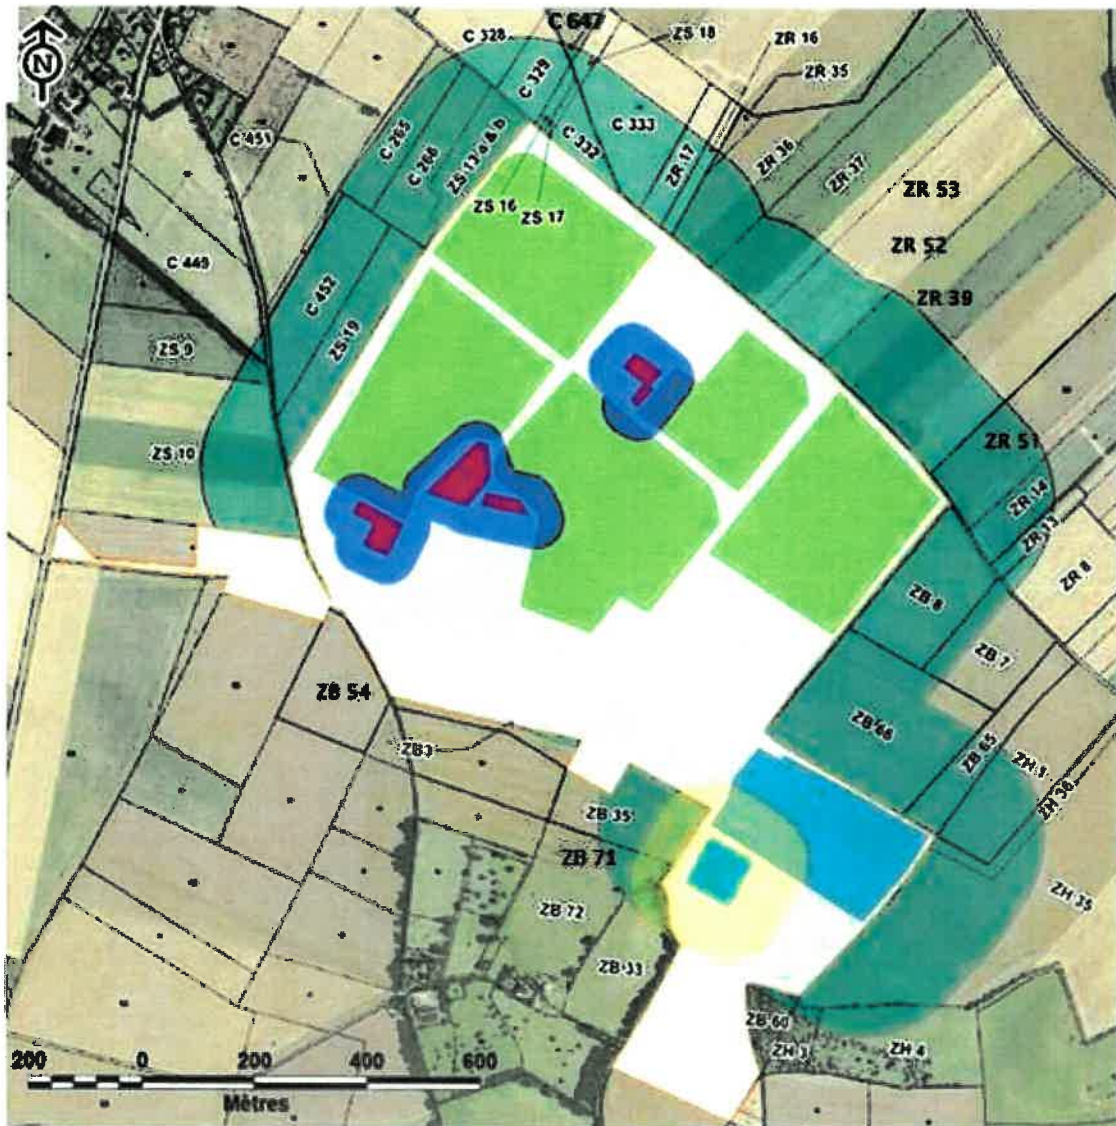 N
C 647
C 328
ZS 18
ZR 16
ZR 35
C 329
C 265
C 451
C 266
ZS 13 a&b
C 332
C 333
ZR 17
ZR 36
ZR 37
ZR 53
ZS 16
ZS 17
ZR 52
C 449
C 452
ZR 39
ZS 9
ZS 19
ZR 51
ZS 10
ZR 14
ZR 13
ZR 8
ZB 8
ZB 7
ZB 54
ZB 66
ZB 65
ZH 1
ZH 36
ZB 35
ZB 71
ZB 72
ZH 35
ZB 33
ZB 60
ZH 3
ZH 4
200 0 200 400 600
Mètres